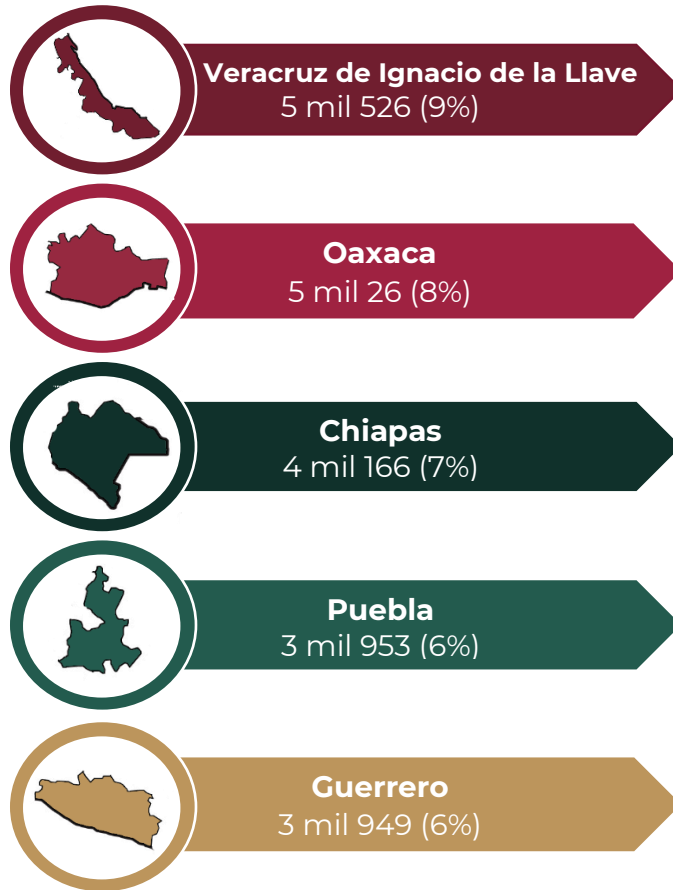 Veracruz de Ignacio de la Llave
5 mil 526 (9%)
Oaxaca
5 mil 26 (8%)
Chiapas
4 mil 166 (7%)
Puebla
3 mil 953 (6%)
Guerrero
3 mil 949 (6%)